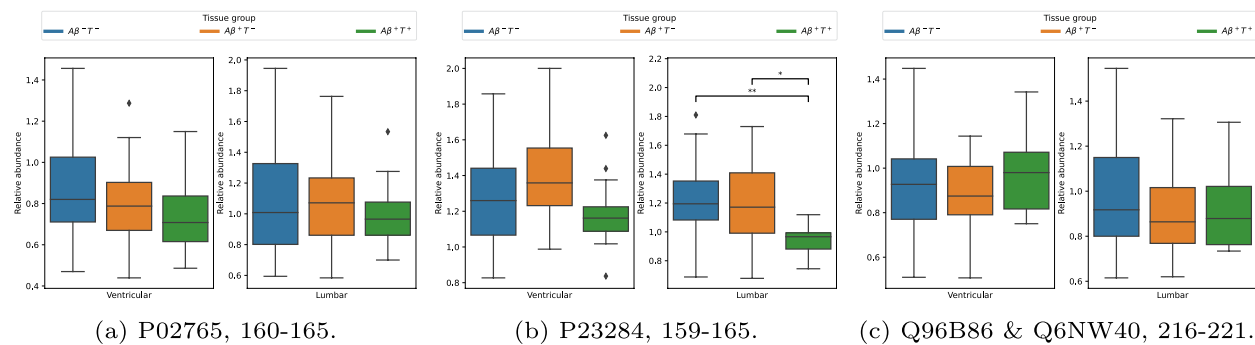 Tissue group
Aβ⁻T⁻ Aβ⁺T⁻ Aβ⁺T⁺
Relative abundance
1,4
1,2
1,0
0,8
0,6
0,4
Ventricular
Relative abundance
2,0
1,8
1,6
1,4
1,2
1,0
0,8
0,6
Lumbar
(a) P02765, 160-165.
Tissue group
Aβ⁻T⁻ Aβ⁺T⁻ Aβ⁺T⁺
Relative abundance
2,0
1,8
1,6
1,4
1,2
1,0
0,8
Ventricular
Relative abundance
2,2
2,0
1,8
1,6
1,4
1,2
1,0
0,8
*
**
Lumbar
(b) P23284, 159-165.
Tissue group
Aβ⁻T⁻ Aβ⁺T⁻ Aβ⁺T⁺
Relative abundance
1,4
1,2
1,0
0,8
0,6
Ventricular
Relative abundance
1,4
1,2
1,0
0,8
0,6
Lumbar
(c) Q96B86 & Q6NW40, 216-221.